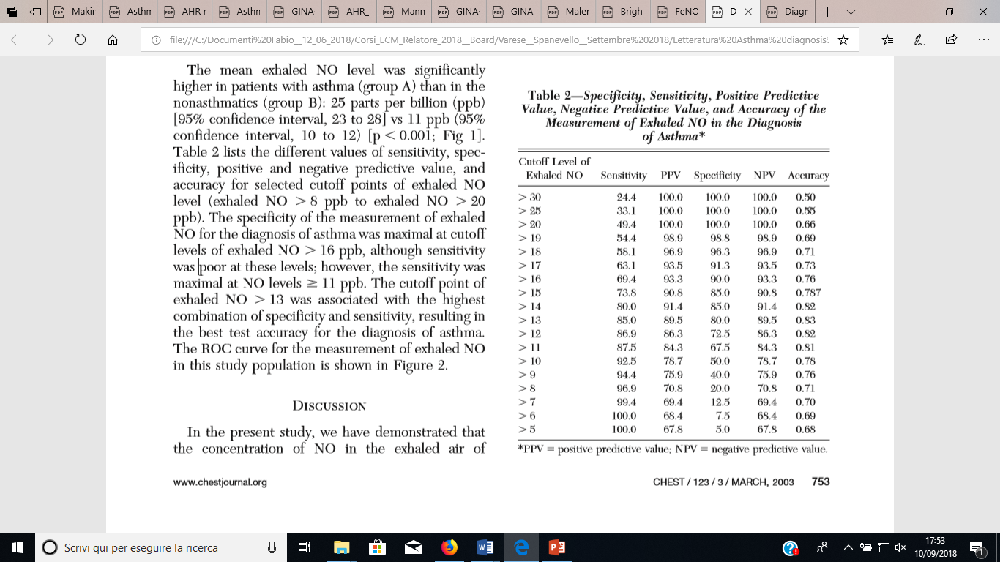 Makir
Asthn
AHR r
Asthn
GINA
AHR_
Mann
GINA
GINA
Maler
Brigh
FeNO
D
Diagr
file:///C:/Documenti%20Fabio__12_06_2018/Corsi_ECM_Relatore_2018__Board/Varese__Spanevello__Settembre%202018/Letteratura%20Asthma%20diagnosis%
The mean exhaled NO level was significantly
higher in patients with asthma (group A) than in the
nonasthmatics (group B): 25 parts per billion (ppb)
[95% confidence interval, 23 to 28] vs 11 ppb (95%
confidence interval, 10 to 12) [p < 0.001; Fig 1].
Table 2 lists the different values of sensitivity, spec-
ificity, positive and negative predictive value, and
accuracy for selected cutoff points of exhaled NO
level (exhaled NO > 8 ppb to exhaled NO > 20
ppb). The specificity of the measurement of exhaled
NO for the diagnosis of asthma was maximal at cutoff
levels of exhaled NO > 16 ppb, although sensitivity
was poor at these levels; however, the sensitivity was
maximal at NO levels ≥ 11 ppb. The cutoff point of
exhaled NO > 13 was associated with the highest
combination of specificity and sensitivity, resulting in
the best test accuracy for the diagnosis of asthma.
The ROC curve for the measurement of exhaled NO
in this study population is shown in Figure 2.
DISCUSSION
In the present study, we have demonstrated that
the concentration of NO in the exhaled air of
Table 2—Specificity, Sensitivity, Positive Predictive
Value, Negative Predictive Value, and Accuracy of the
Measurement of Exhaled NO in the Diagnosis
of Asthma*
Cutoff Level of
Exhaled NO Sensitivity PPV Specificity NPV Accuracy
> 30 24.4 100.0 100.0 100.0 0.50
> 25 33.1 100.0 100.0 100.0 0.55
> 20 49.4 100.0 100.0 100.0 0.66
> 19 54.4 98.9 98.8 98.9 0.69
> 18 58.1 96.9 96.3 96.9 0.71
> 17 63.1 93.5 91.3 93.5 0.73
> 16 69.4 93.3 90.0 93.3 0.76
> 15 73.8 90.8 85.0 90.8 0.787
> 14 80.0 91.4 85.0 91.4 0.82
> 13 85.0 89.5 80.0 89.5 0.83
> 12 86.9 86.3 72.5 86.3 0.82
> 11 87.5 84.3 67.5 84.3 0.81
> 10 92.5 78.7 50.0 78.7 0.78
> 9 94.4 75.9 40.0 75.9 0.76
> 8 96.9 70.8 20.0 70.8 0.71
> 7 99.4 69.4 12.5 69.4 0.70
> 6 100.0 68.4 7.5 68.4 0.69
> 5 100.0 67.8 5.0 67.8 0.68
*PPV = positive predictive value; NPV = negative predictive value.
www.chestjournal.org
CHEST / 123 / 3 / MARCH, 2003 753
Scrivi qui per eseguire la ricerca
17:53
10/09/2018